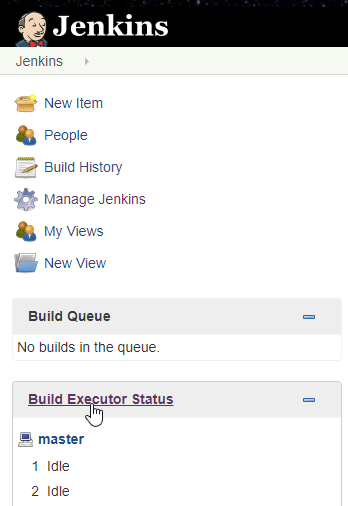 Jenkins
Jenkins
New Item
People
Build History
Manage Jenkins
My Views
New View
Build Queue
No builds in the queue.
Build Executor Status
master
1 Idle
2 Idle